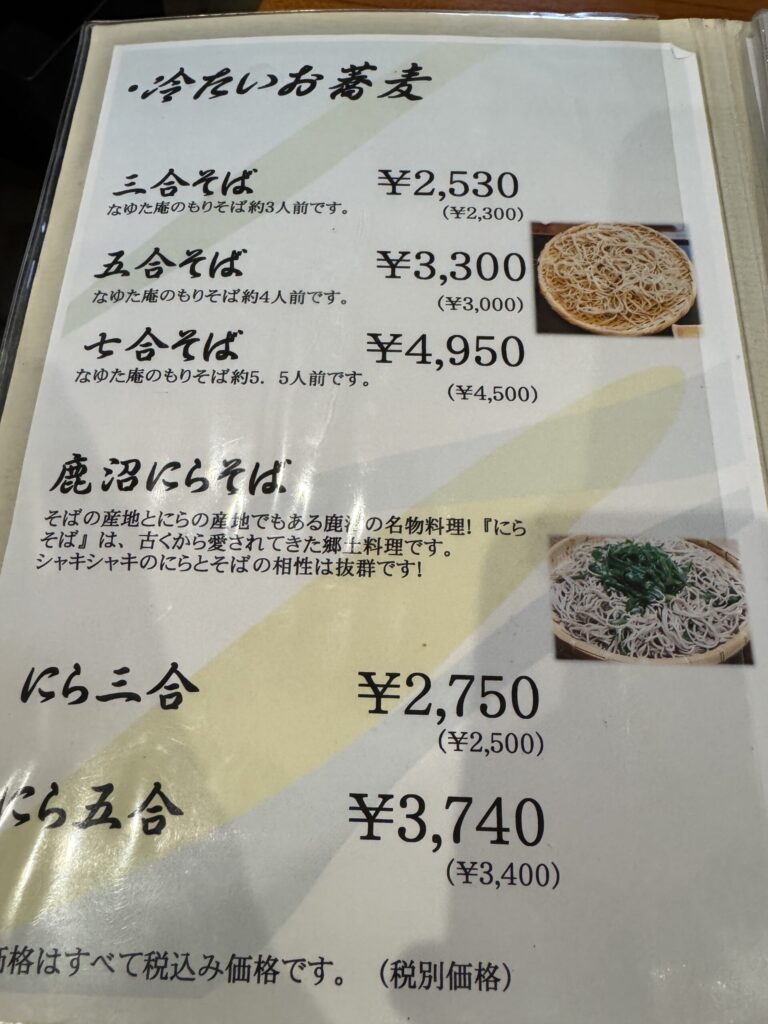 ・冷たいお蕎麦
三合そば ￥2,530
なゆた庵のもりそば約3人前です。 (￥2,300)
五合そば ￥3,300
なゆた庵のもりそば約4人前です。 (￥3,000)
七合そば ￥4,950
なゆた庵のもりそば約5．5人前です。 (￥4,500)
鹿沼にらそば
そばの産地とにらの産地でもある鹿沼の名物料理！『にら
そば』は、古くから愛されてきた郷土料理です。
シャキシャキのにらとそばの相性は抜群です！
にら三合 ￥2,750
(￥2,500)
にら五合 ￥3,740
(￥3,400)
価格はすべて税込み価格です。（税別価格）